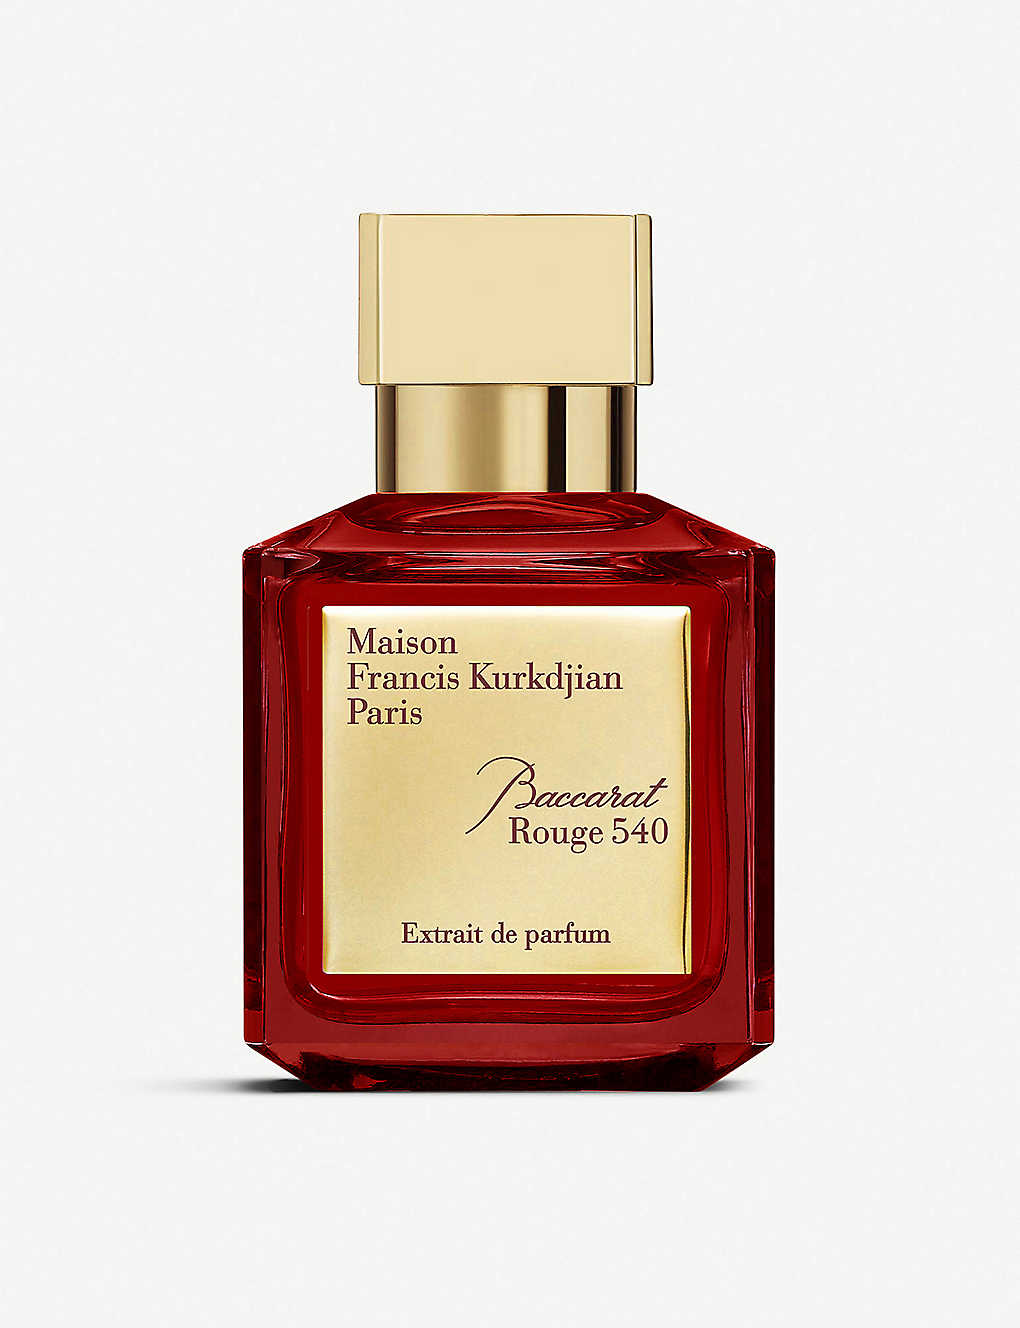 Maison
Francis Kurkdjian
Paris
Baccarat
Rouge 540
Extrait de parfum